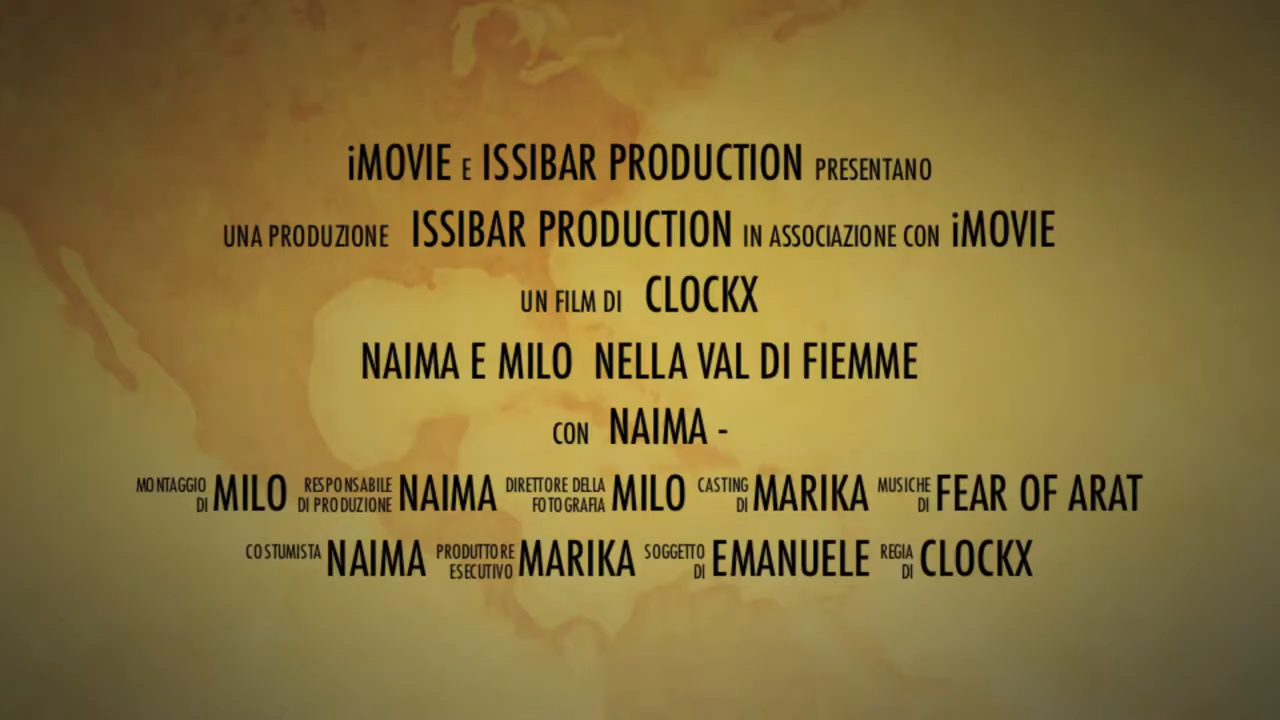 iMOVIE E ISSIBAR PRODUCTION PRESENTANO
UNA PRODUZIONE ISSIBAR PRODUCTION IN ASSOCIAZIONE CON iMOVIE
UN FILM DI CLOCKX
NAIMA E MILO NELLA VAL DI FIEMME
CON NAIMA -
MONTAGGIO DI MILO RESPONSABILE DI PRODUZIONE NAIMA DIRETTORE DELLA FOTOGRAFIA MILO CASTING DI MARIKA MUSICHE DI FEAR OF ARAT
COSTUMISTA NAIMA PRODUTTORE ESECUTIVO MARIKA SOGGETTO DI EMANUELE REGIA DI CLOCKX